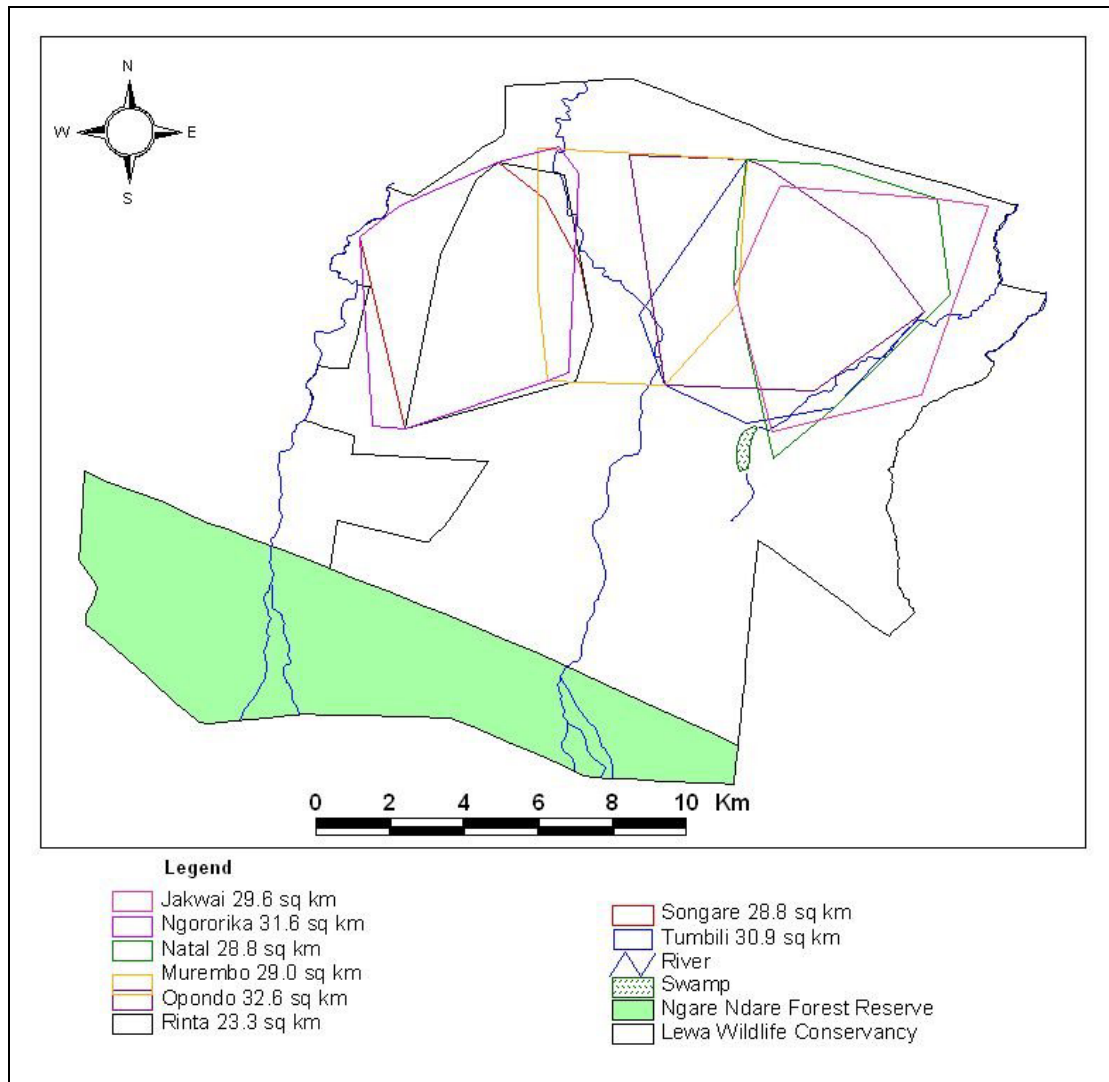 N
W E
S
0 2 4 6 8 10 Km
Legend
Jakwai 29.6 sq km
Ngororika 31.6 sq km
Natal 28.8 sq km
Murembo 29.0 sq km
Opondo 32.6 sq km
Rinta 23.3 sq km
Songare 28.8 sq km
Tumbili 30.9 sq km
River
Swamp
Ngare Ndare Forest Reserve
Lewa Wildlife Conservancy